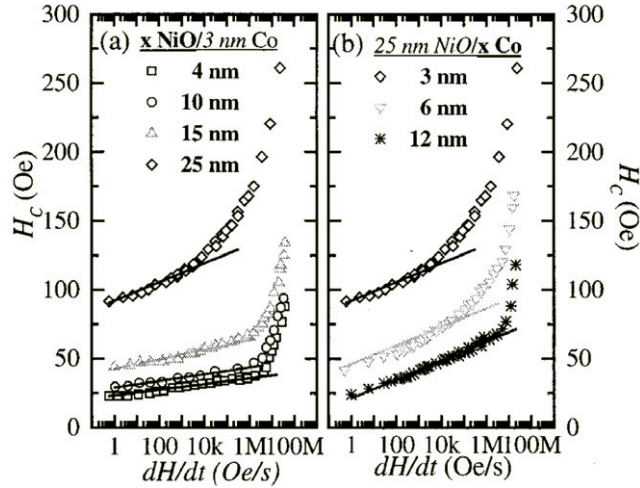 (a) x NiO/3 nm Co
4 nm
10 nm
15 nm
25 nm
300
250
200
150
100
50
0
H_C (Oe)
1 100 10k 1M 100M
dH/dt (Oe/s)
(b) 25 nm NiO/x Co
3 nm
6 nm
12 nm
300
250
200
150
100
50
0
H_C (Oe)
1 100 10k 1M 100M
dH/dt (Oe/s)